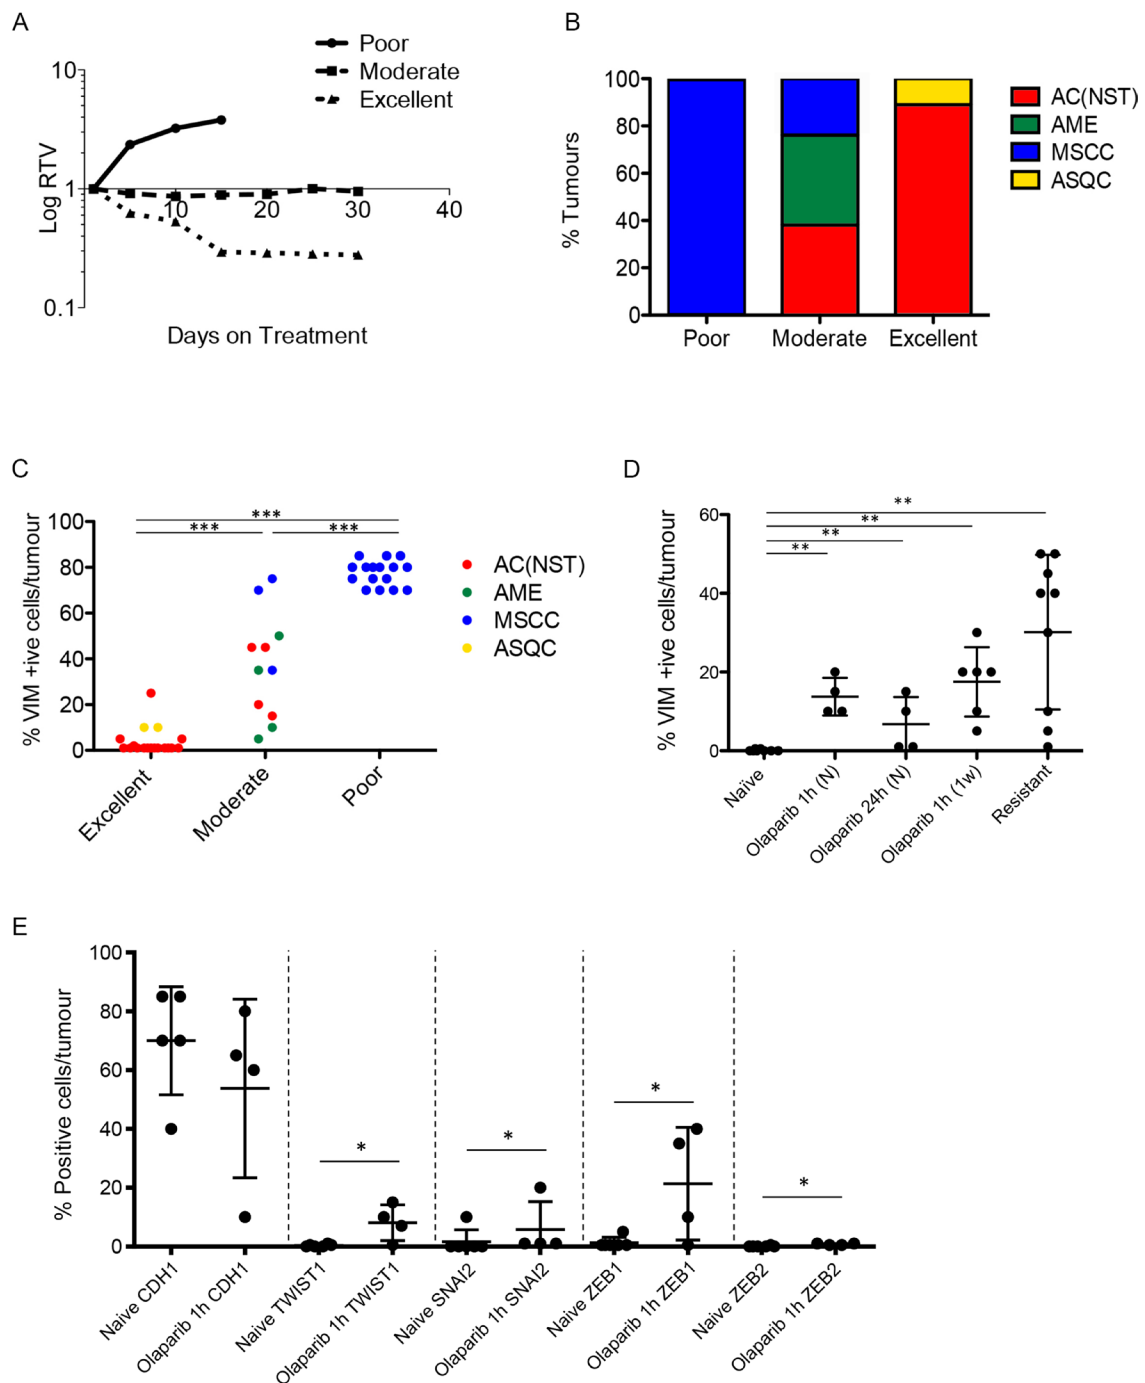 A
Poor
Moderate
Excellent
10
1
0.1
Log RTV
10
20
30
40
Days on Treatment
B
100
80
60
40
20
0
% Tumours
Poor
Moderate
Excellent
AC(NST)
AME
MSCC
ASQC
C
100
80
60
40
20
0
% VIM +ive cells/tumour
***
***
***
Excellent
Moderate
Poor
AC(NST)
AME
MSCC
ASQC
D
60
40
20
0
% VIM +ive cells/tumour
**
**
**
**
Naïve
Olaparib 1h (N)
Olaparib 24h (N)
Olaparib 1h (1w)
Resistant
E
100
80
60
40
20
0
% Positive cells/tumour
*
*
*
*
Naive CDH1
Olaparib 1h CDH1
Naive TWIST1
Olaparib 1h TWIST1
Naive SNAI2
Olaparib 1h SNAI2
Naive ZEB1
Olaparib 1h ZEB1
Naive ZEB2
Olaparib 1h ZEB2